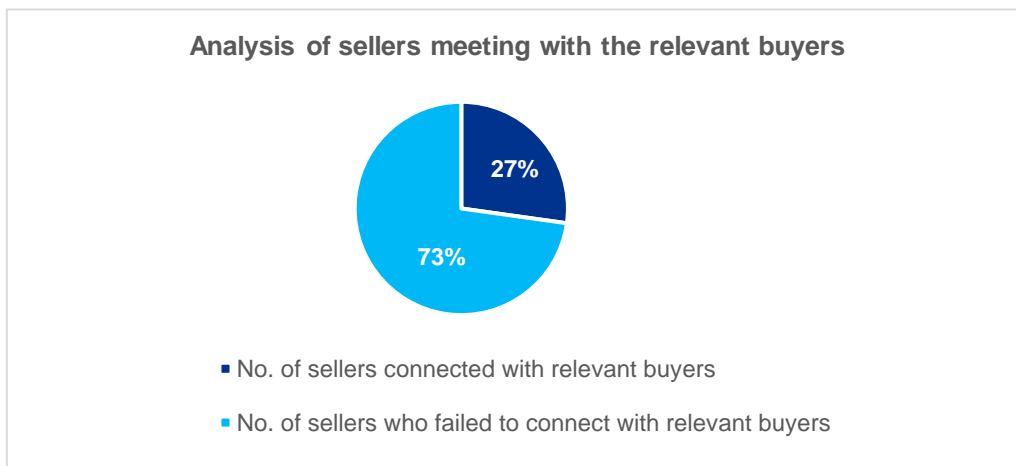 Analysis of sellers meeting with the relevant buyers
27%
73%
No. of sellers connected with relevant buyers
No. of sellers who failed to connect with relevant buyers